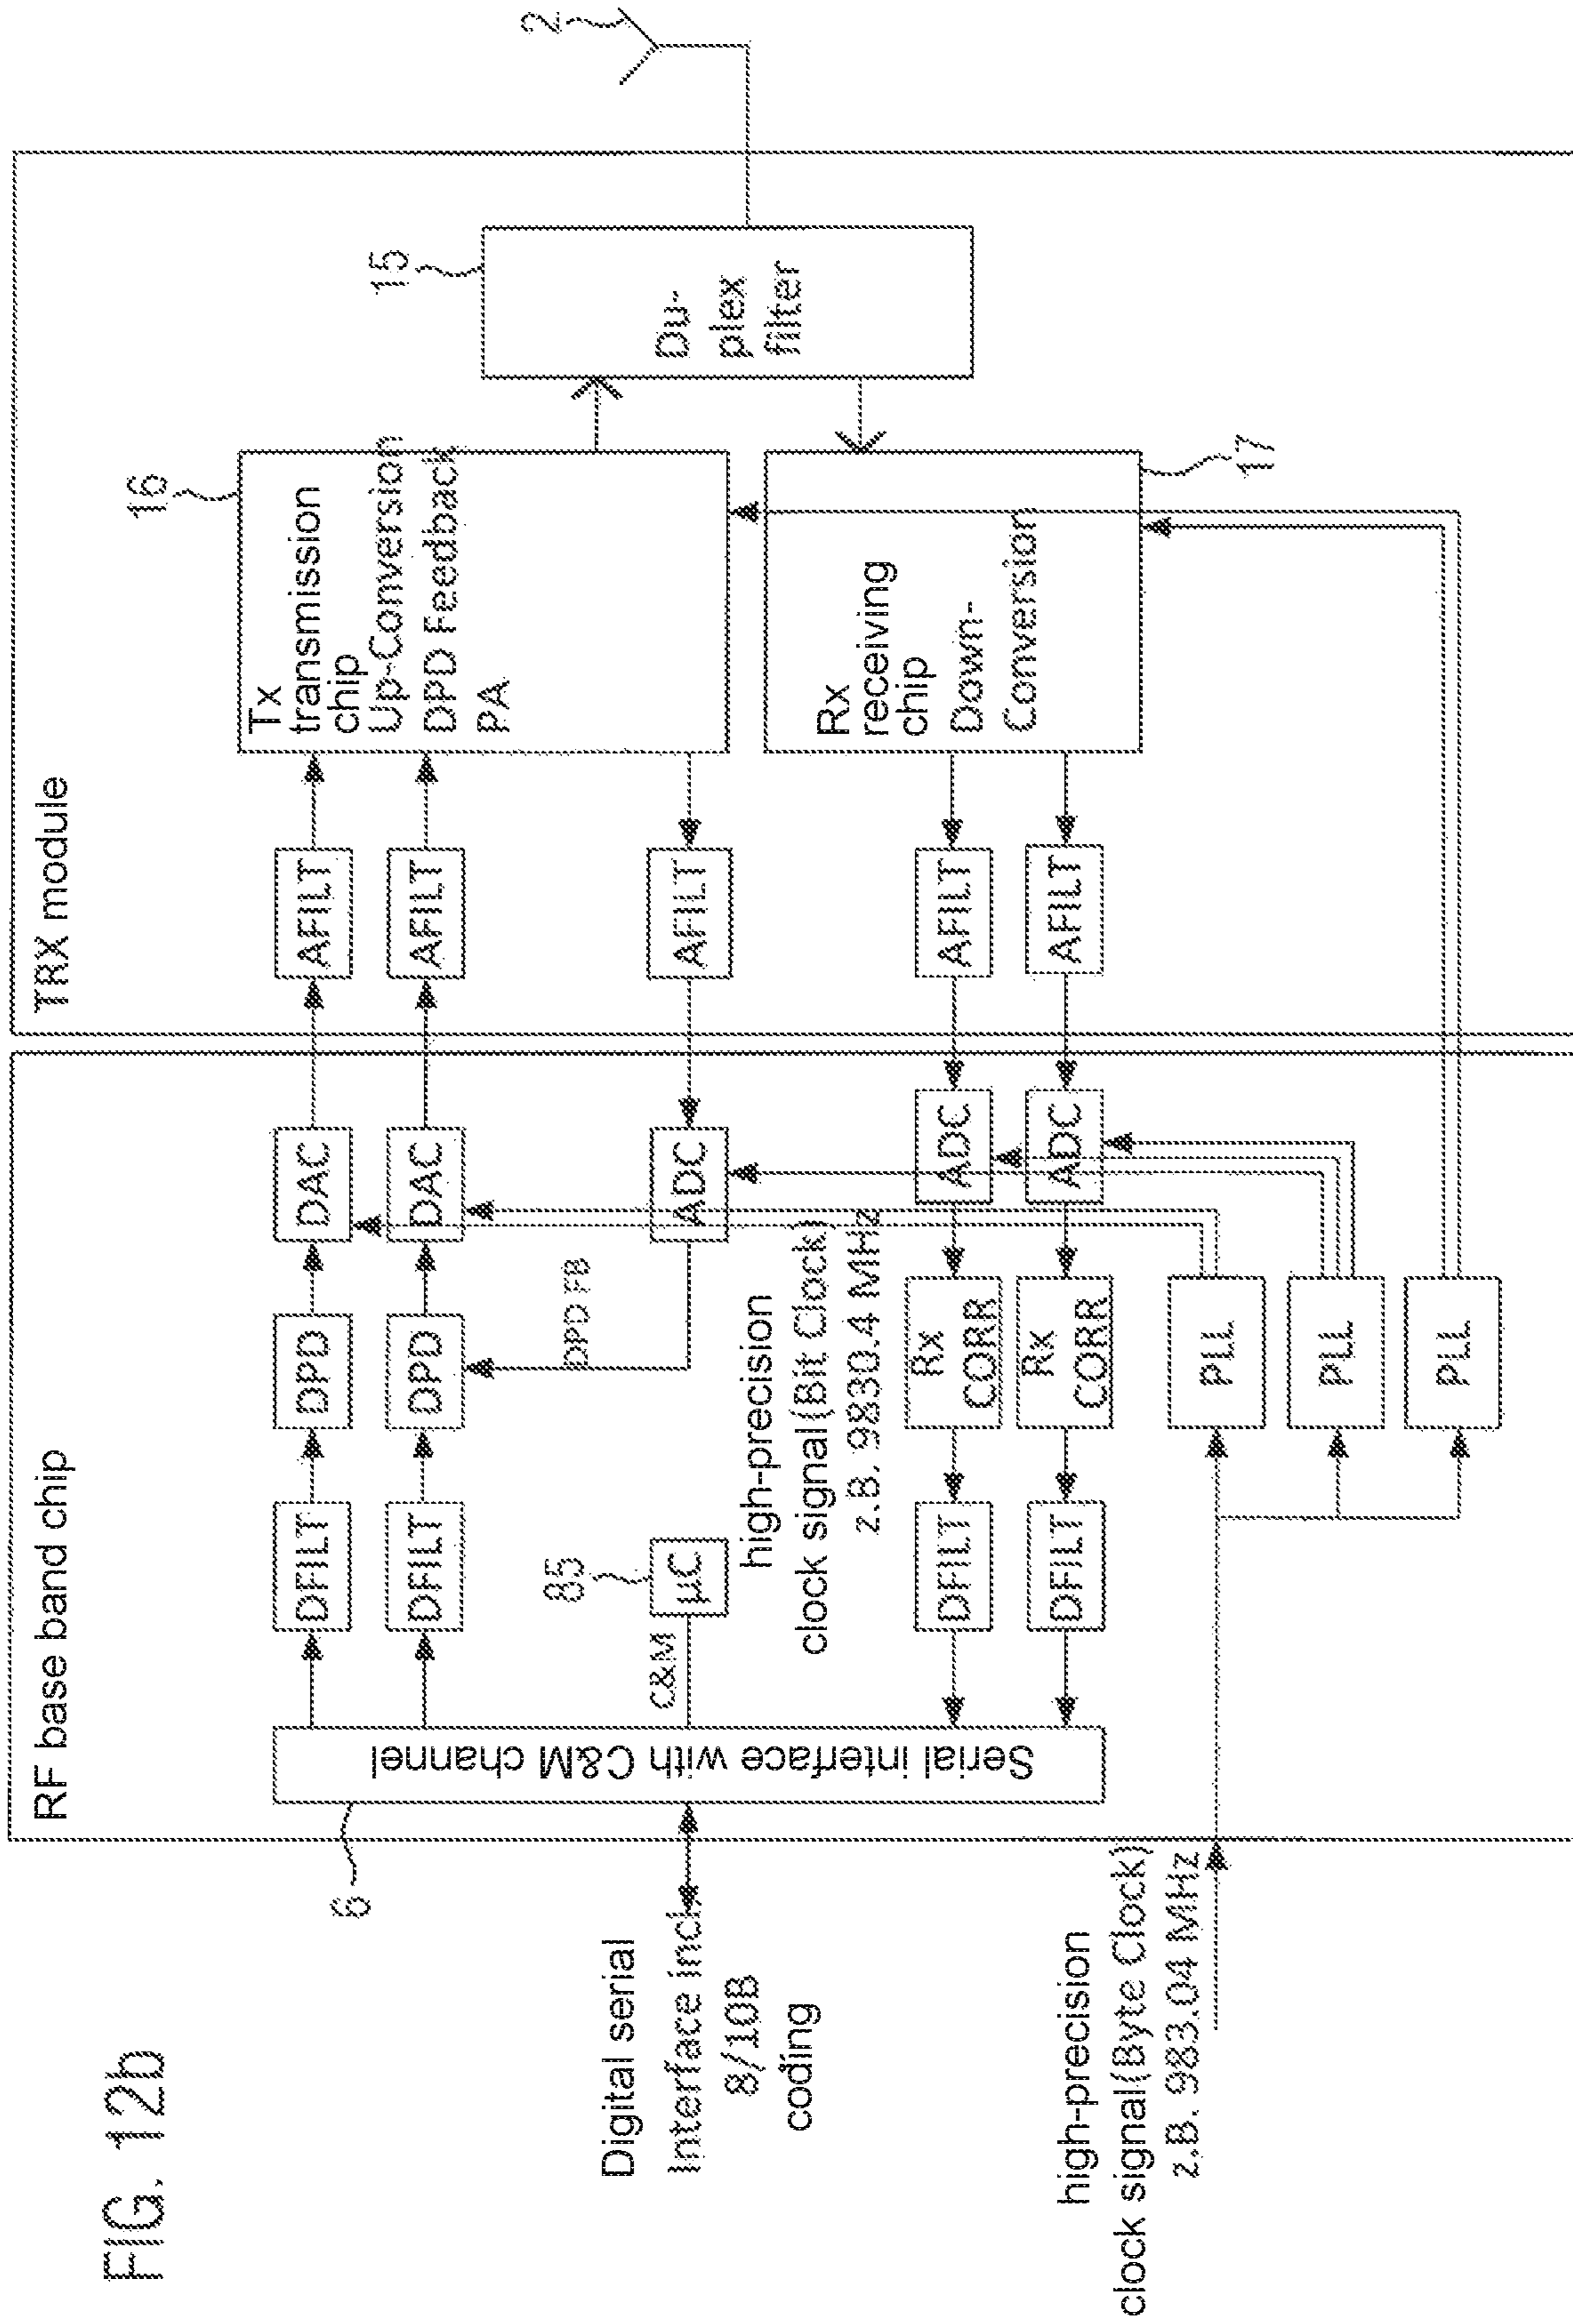 FIG. 12b
RF base band chip
TRX module
6
Serial interface with C&M channel
Digital serial
Interface incl.
8/10B
coding
high-precision
clock signal(Byte Clock)
z.B. 983.04 MHz
DFILT
DPD
DAC
AFILT
DFILT
DPD
DAC
AFILT
DPD FB
85
C&M
µC
ADC
AFILT
high-precision
clock signal(Bit Clock)
z.B. 9830.4 MHz
DFILT
Rx
CORR
ADC
AFILT
DFILT
Rx
CORR
ADC
AFILT
PLL
PLL
PLL
16
Tx
transmission
chip
Up-Conversion
DPD Feedback
PA
Rx
receiving
chip
Down-
Conversion
17
15
Du-
plex
filter
2